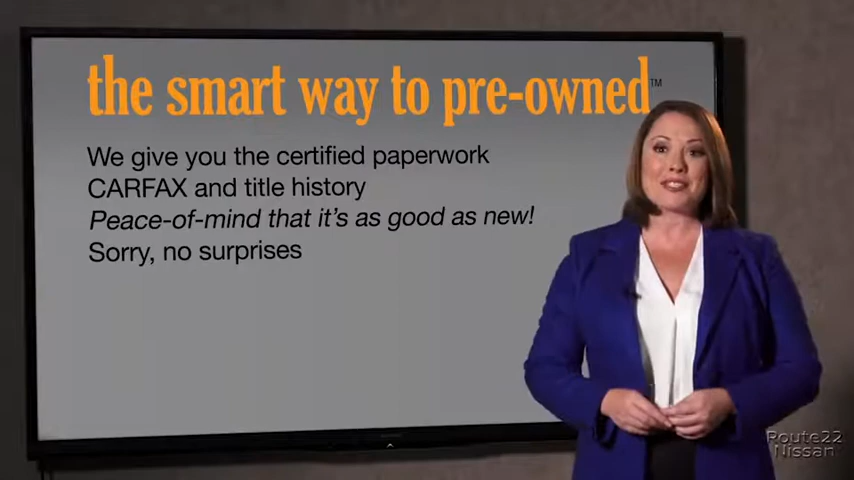 the smart way to pre-owned™
We give you the certified paperwork
CARFAX and title history
Peace-of-mind that it's as good as new!
Sorry, no surprises
Route22
Nissan